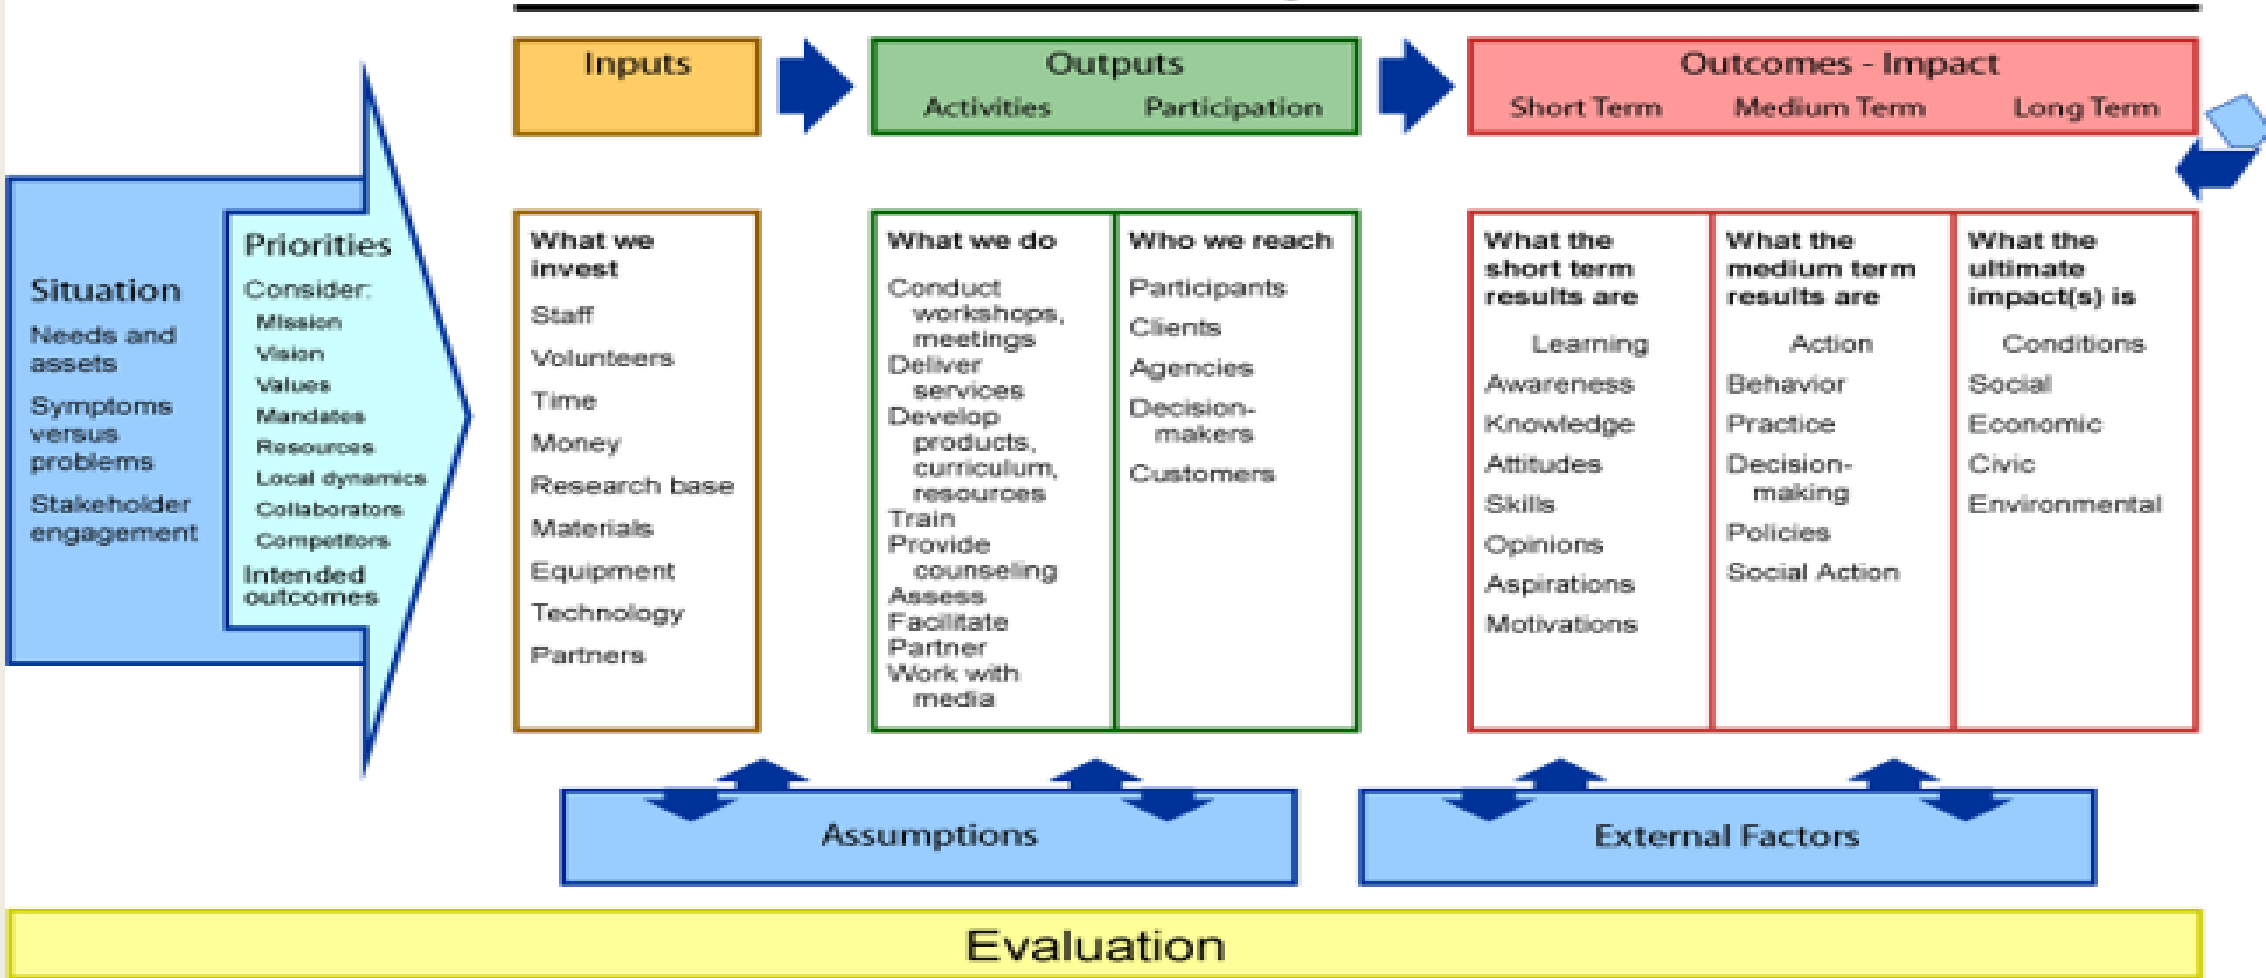 Inputs
Outputs
Activities Participation
Outcomes - Impact
Short Term Medium Term Long Term
Situation
Needs and
assets
Symptoms
versus
problems
Stakeholder
engagement
Priorities
Consider:
Mission
Vision
Values
Mandates
Resources
Local dynamics
Collaborators
Competitors
Intended
outcomes
What we
invest
Staff
Volunteers
Time
Money
Research base
Materials
Equipment
Technology
Partners
What we do
Conduct
workshops,
meetings
Deliver
services
Develop
products,
curriculum,
resources
Train
Provide
counseling
Assess
Facilitate
Partner
Work with
media
Who we reach
Participants
Clients
Agencies
Decision-
makers
Customers
What the
short term
results are
Learning
Awareness
Knowledge
Attitudes
Skills
Opinions
Aspirations
Motivations
What the
medium term
results are
Action
Behavior
Practice
Decision-
making
Policies
Social Action
What the
ultimate
impact(s) is
Conditions
Social
Economic
Civic
Environmental
Assumptions
External Factors
Evaluation